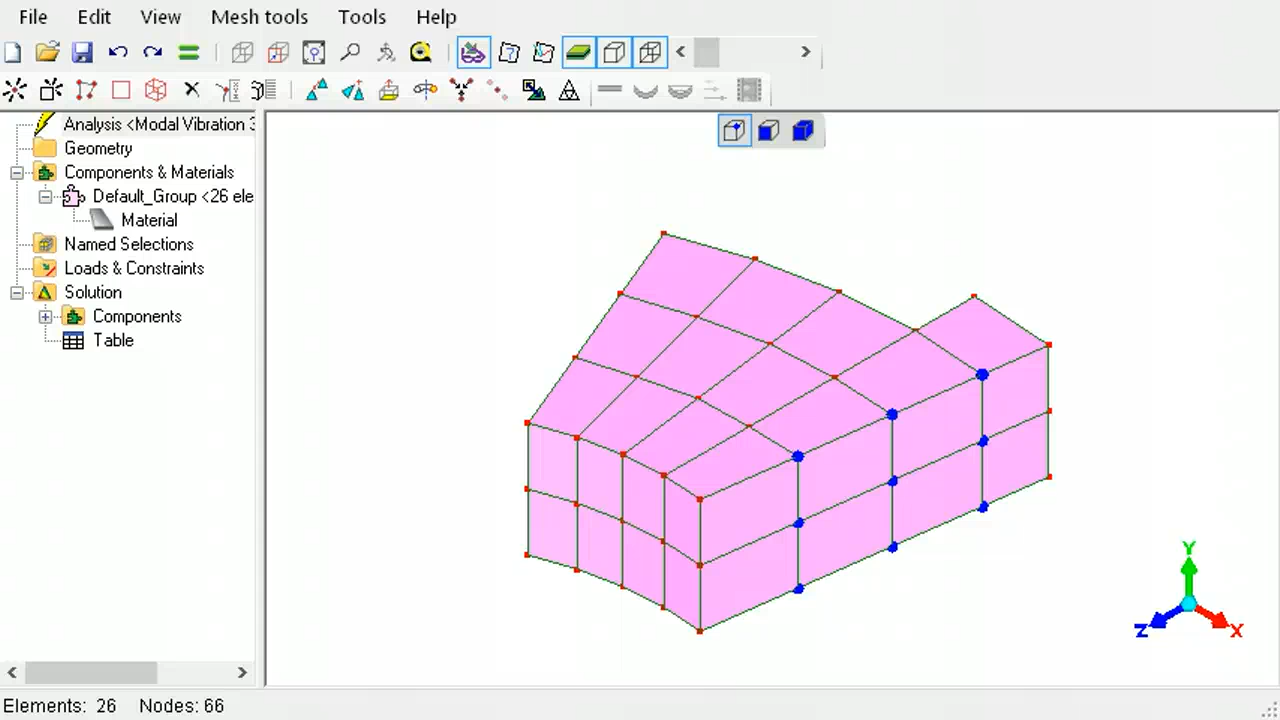 File Edit View Mesh tools Tools Help
Analysis <Modal Vibration 3
Geometry
Components & Materials
Default_Group <26 ele
Material
Named Selections
Loads & Constraints
Solution
Components
Table
Y
Z X
Elements: 26 Nodes: 66